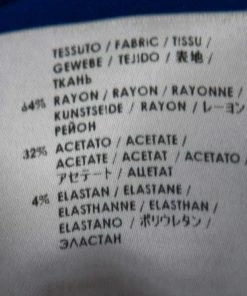 TESSUTO / FABRIC / TISSU /
GEWEBE / TEJIDO / 表地 /
ТКАНЬ
64% RAYON / RAYON / RAYONNE /
KUNSTSEIDE / RAYON / レーヨン
РЕЙОН
32% ACETATO / ACETATE /
ACETATE / ACETAT / ACETATO /
アセテート / АЦЕТАТ
4% ELASTAN / ELASTANE /
ELASTHANNE / ELASTHAN /
ELASTANO / ポリウレタン /
ЭЛАСТАН